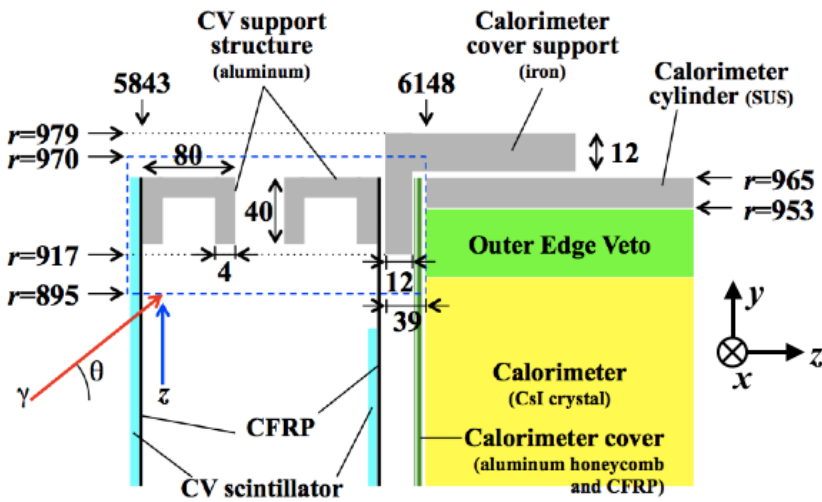 CV support
structure
(aluminum)
Calorimeter
cover support
(iron)
Calorimeter
cylinder (SUS)
5843
6148
r=979
r=970
80
12
r=965
r=953
40
Outer Edge Veto
r=917
4
12
r=895
39
θ
γ
z
y
z
x
Calorimeter
(CsI crystal)
CFRP
Calorimeter cover
(aluminum honeycomb
and CFRP)
CV scintillator